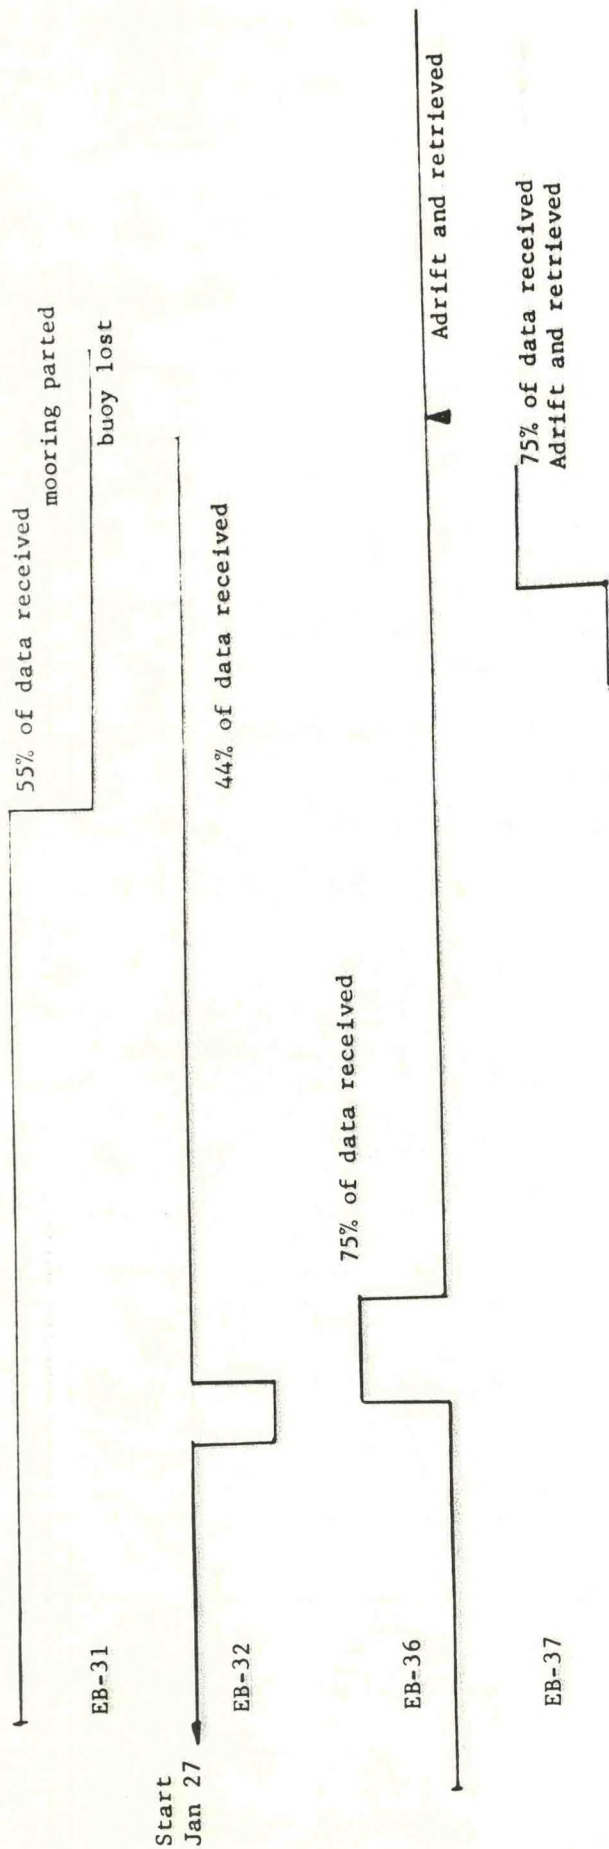 55% of data received
mooring parted
buoy lost
EB-31
Start
Jan 27
44% of data received
EB-32
75% of data received
EB-36
Adrift and retrieved
75% of data received
Adrift and retrieved
EB-37